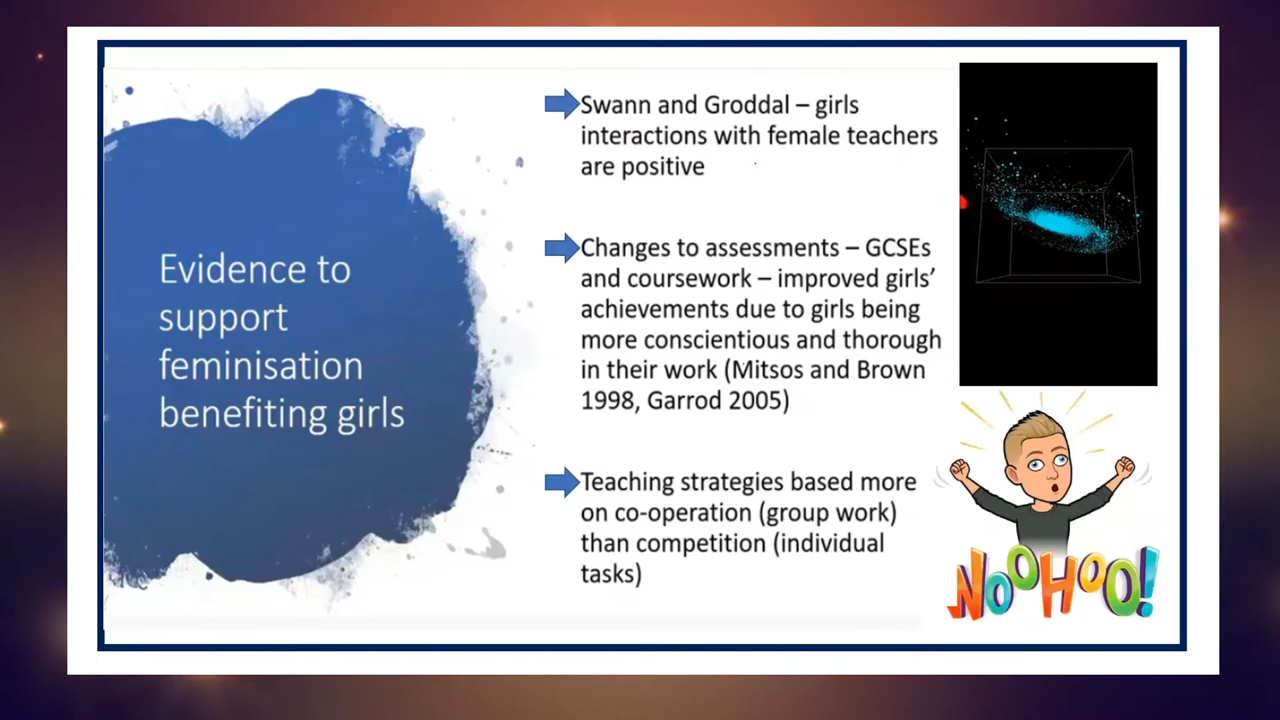 Evidence to
support
feminisation
benefiting girls
Swann and Groddal – girls
interactions with female teachers
are positive
Changes to assessments – GCSEs
and coursework – improved girls’
achievements due to girls being
more conscientious and thorough
in their work (Mitsos and Brown
1998, Garrod 2005)
Teaching strategies based more
on co-operation (group work)
than competition (individual
tasks)
NOOHOO!